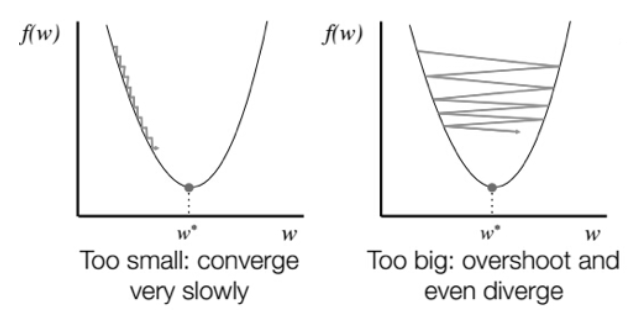 f(w)
w*
w
Too small: converge
very slowly
f(w)
w*
w
Too big: overshoot and
even diverge